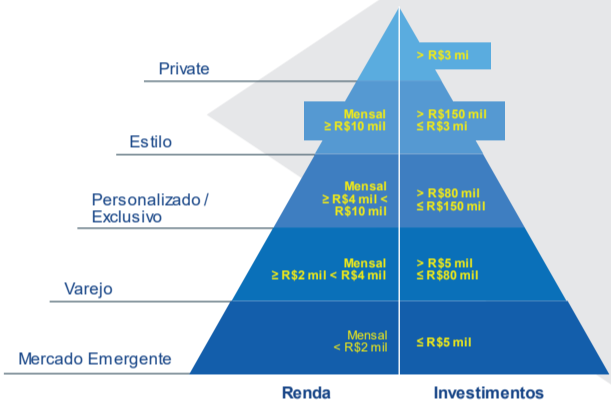 > R$3 mi
Private
Mensal
≥ R$10 mil
> R$150 mil
≤ R$3 mi
Estilo
Mensal
≥ R$4 mil <
R$10 mil
> R$80 mil
≤ R$150 mil
Personalizado /
Exclusivo
Mensal
≥ R$2 mil < R$4 mil
> R$5 mil
≤ R$80 mil
Varejo
Mensal
< R$2 mil
≤ R$5 mil
Mercado Emergente
Renda
Investimentos